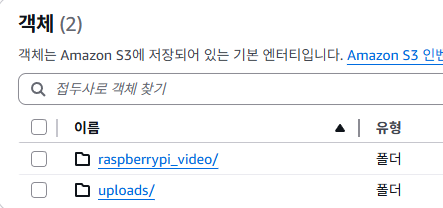 객체 (2)
객체는 Amazon S3에 저장되어 있는 기본 엔터티입니다. Amazon S3 인벤
접두사로 객체 찾기
이름 유형
raspberrypi_video/ 폴더
uploads/ 폴더